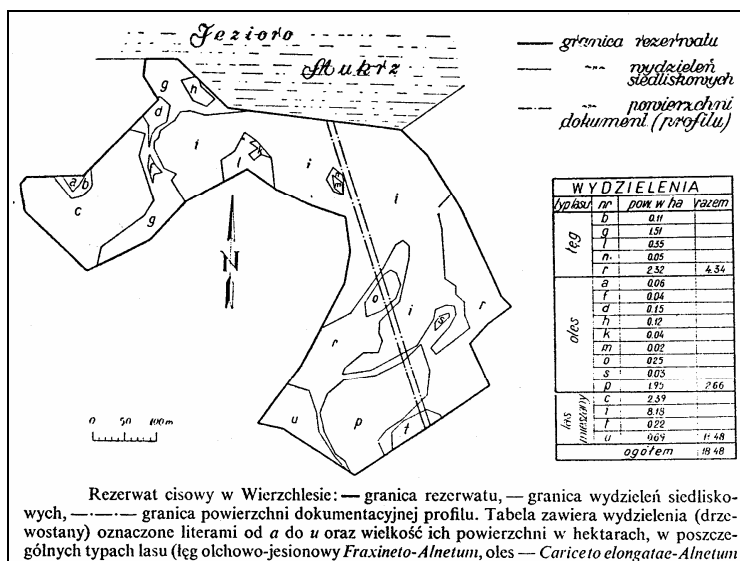 Jezioro
Mukrz
granica rezerwatu
"" wydzieleń
siedliskowych
"" powierzchni
dokument (profilu)
g
h
d
i
i
i
a b
c
l
g
N
o
i
r
s
r
u
p
t
0 50 100m
WYDZIELENIA
typ lasu nr pow. w ha razem
łęg
b 0.11
g 1.51
l 0.35
n. 0.05
r 2.32 4.34
oles
a 0.06
f 0.04
d 0.15
h 0.12
k 0.04
m 0.02
o 0.25
s 0.03
p 1.95 2.66
las mieszany
c 2.39
i 8.18
t 0.22
u 0.69 11.48
ogółem 18.48
Rezerwat cisowy w Wierzchlesie: — granica rezerwatu, — granica wydzieleń siedlisko-
wych, —·—·— granica powierzchni dokumentacyjnej profilu. Tabela zawiera wydzielenia (drze-
wostany) oznaczone literami od a do u oraz wielkość ich powierzchni w hektarach, w poszcze-
gólnych typach lasu (łęg olchowo-jesionowy Fraxineto-Alnetum, oles — Cariceto elongatae-Alnetum